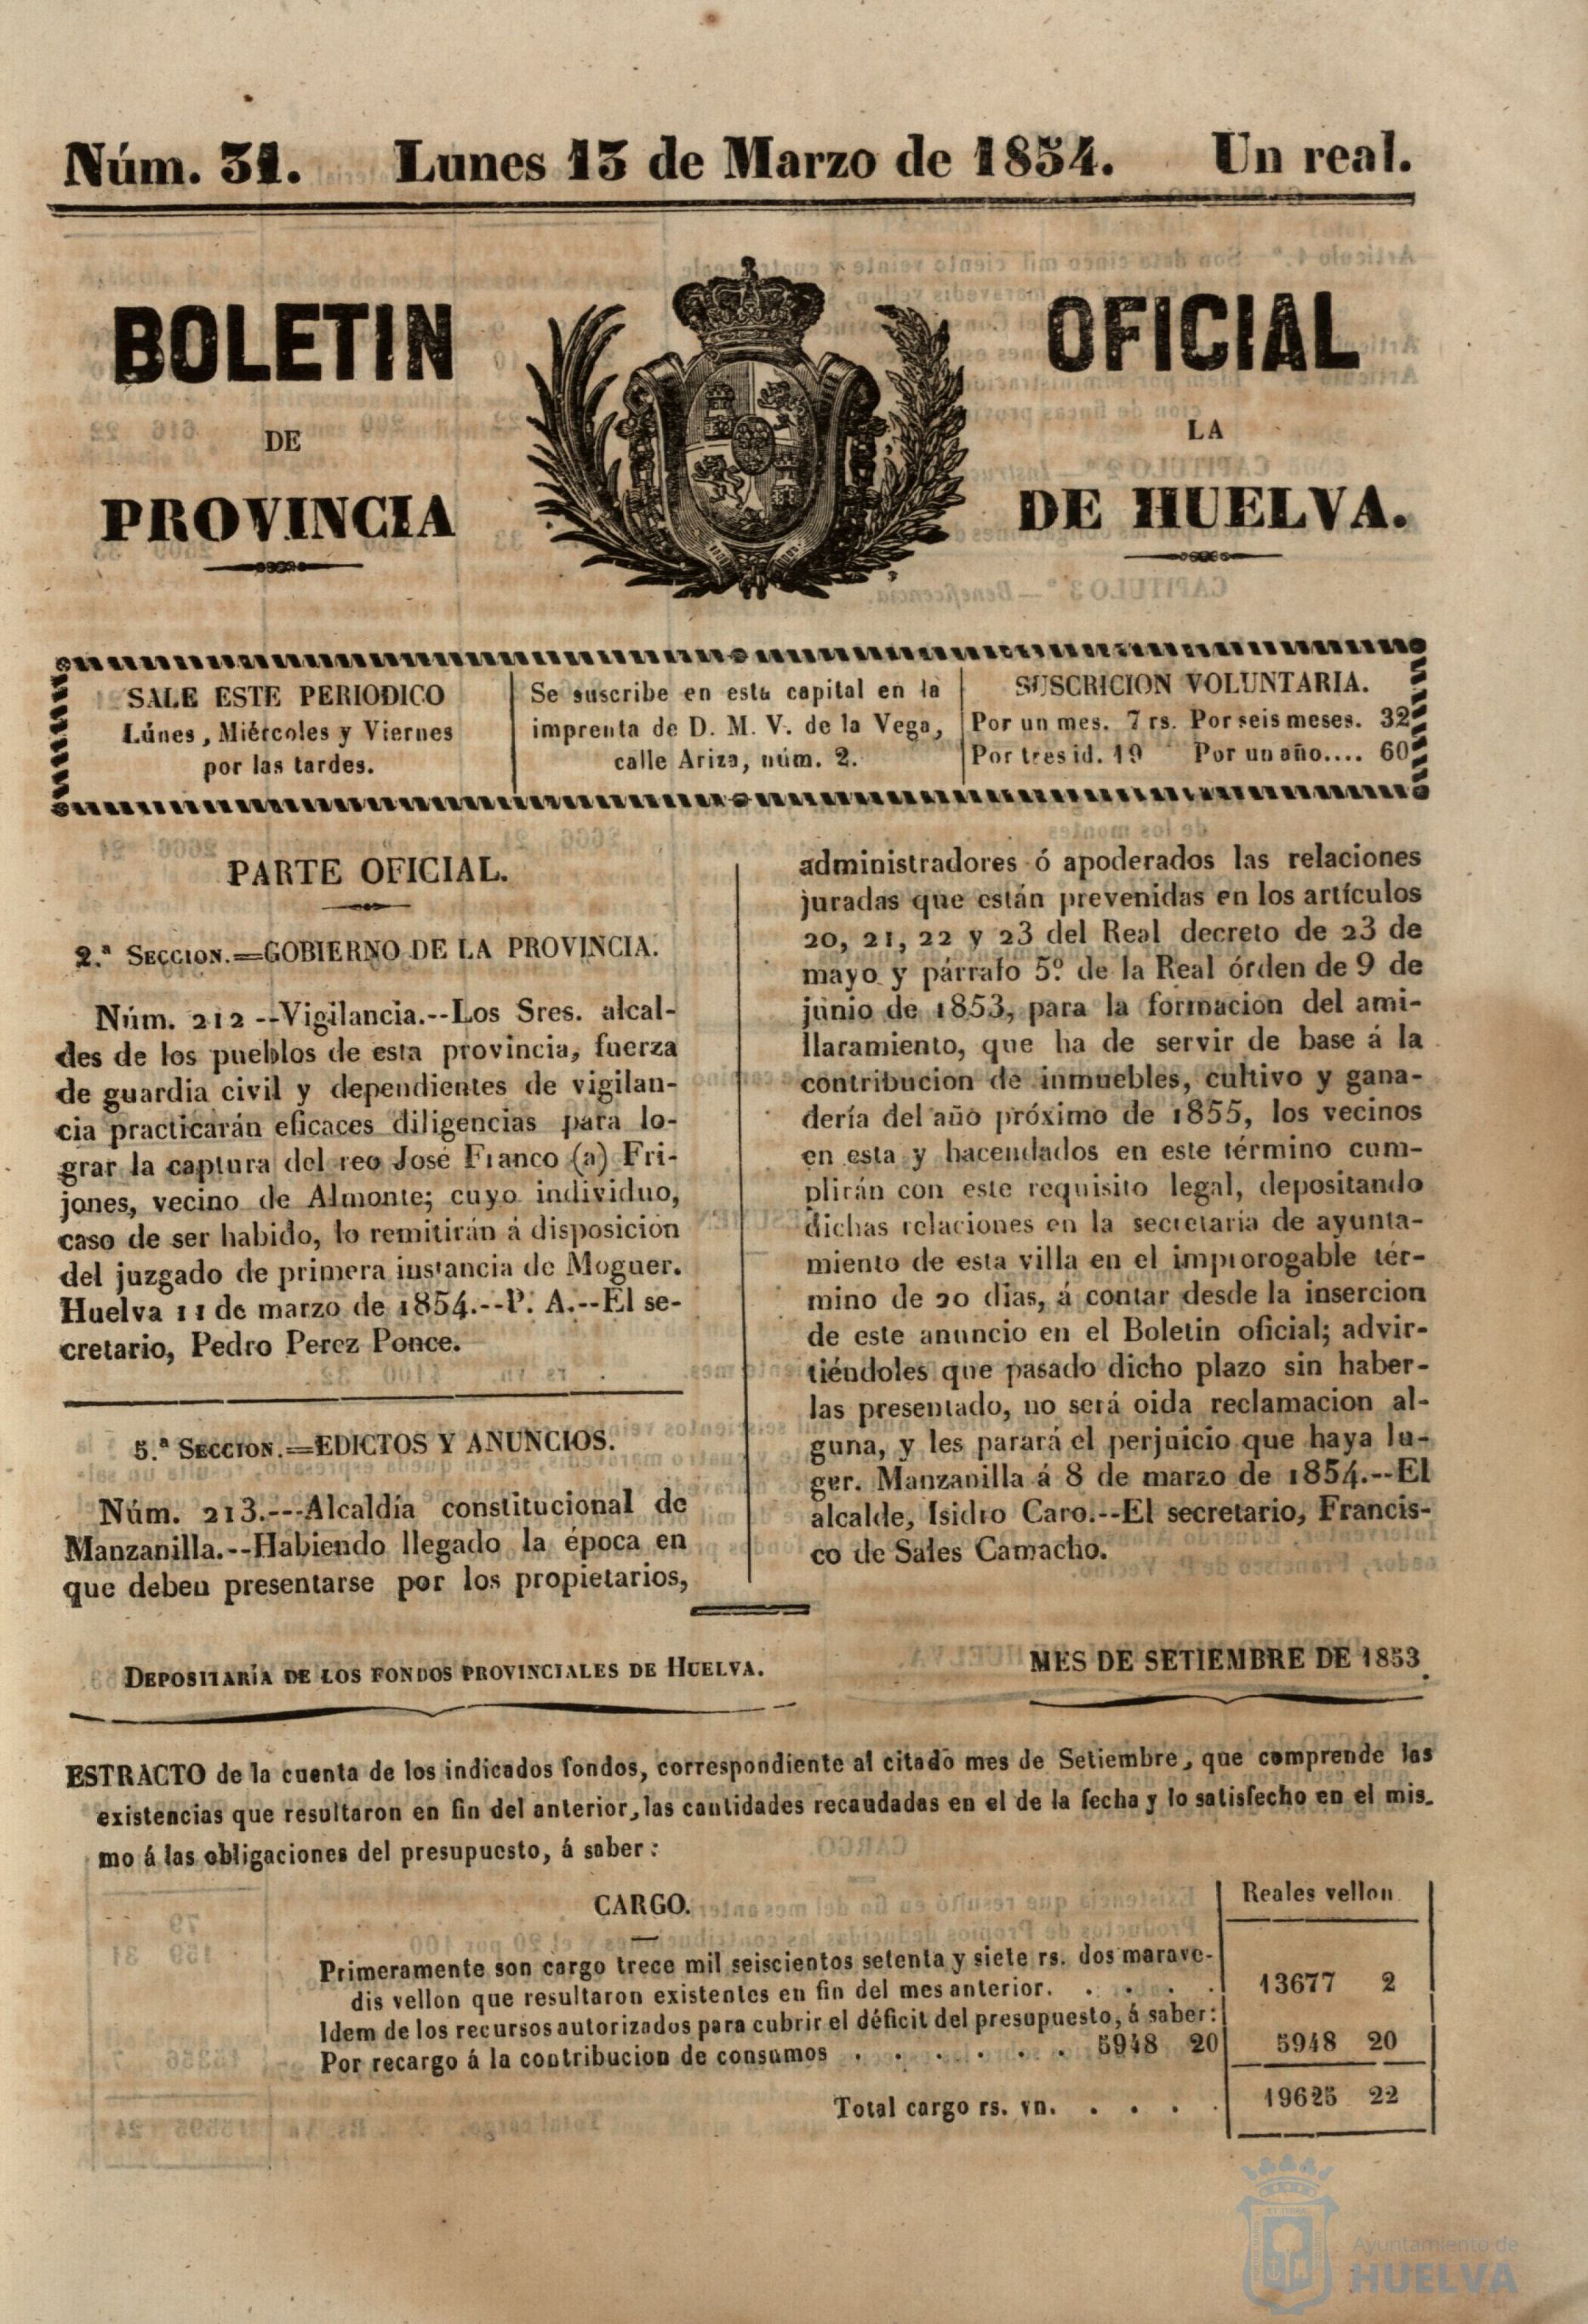 Núm. 31. Lunes 13 de Marzo de 1854. Un real.
BOLETIN OFICIAL
DE LA
PROVINCIA DE HUELVA.
SALE ESTE PERIODICO
Lúnes, Miércoles y Viernes
por las tardes.
Se suscribe en esta capital en la
imprenta de D. M. V. de la Vega,
calle Ariza, núm. 2.
SUSCRICION VOLUNTARIA.
Por un mes. 7 rs. Por seis meses. 32
Por tres id. 19 Por un año.... 60
PARTE OFICIAL.
2.ª SECCION.=GOBIERNO DE LA PROVINCIA.
Núm. 212 --Vigilancia.--Los Sres. alcal-
des de los pueblos de esta provincia, fuerza
de guardia civil y dependientes de vigilan-
cia practicarán eficaces diligencias para lo-
grar la captura del reo José Franco (a) Fri-
jones, vecino de Almonte; cuyo individuo,
caso de ser habido, lo remitirán á disposicion
del juzgado de primera instancia de Moguer.
Huelva 11 de marzo de 1854.--P. A.--El se-
cretario, Pedro Perez Ponce.
5.ª SECCION.=EDICTOS Y ANUNCIOS.
Núm. 213.---Alcaldía constitucional de
Manzanilla.--Habiendo llegado la época en
que deben presentarse por los propietarios,
administradores ó apoderados las relaciones
juradas que están prevenidas en los artículos
20, 21, 22 y 23 del Real decreto de 23 de
mayo y párrafo 5.º de la Real órden de 9 de
junio de 1853, para la formacion del ami-
llaramiento, que ha de servir de base á la
contribucion de inmuebles, cultivo y gana-
dería del año próximo de 1855, los vecinos
en esta y hacendados en este término cum-
plirán con este requisito legal, depositando
dichas relaciones en la secretaria de ayunta-
miento de esta villa en el improrogable tér-
mino de 20 dias, á contar desde la insercion
de este anuncio en el Boletin oficial; advir-
tiéndoles que pasado dicho plazo sin haber-
las presentado, no será oida reclamacion al-
guna, y les parará el perjuicio que haya lu-
ger. Manzanilla á 8 de marzo de 1854.--El
alcalde, Isidro Caro.--El secretario, Francis-
co de Sales Camacho.
DEPOSITARÍA DE LOS FONDOS PROVINCIALES DE HUELVA. MES DE SETIEMBRE DE 1853.
ESTRACTO de la cuenta de los indicados fondos, correspondiente al citado mes de Setiembre, que comprende las
existencias que resultaron en fin del anterior, las cantidades recaudadas en el de la fecha y lo satisfecho en el mis-
mo á las obligaciones del presupuesto, á saber:
CARGO. Reales vellon
Primeramente son cargo trece mil seiscientos setenta y siete rs. dos marave-
dis vellon que resultaron existentes en fin del mes anterior. . . . . 13677 2
Idem de los recursos autorizados para cubrir el déficit del presupuesto, á saber:
Por recargo á la contribucion de consumos . . . . . . . 5948 20 5948 20
Total cargo rs. vn. . . . . 19625 22
Ayuntamiento de
HUELVA